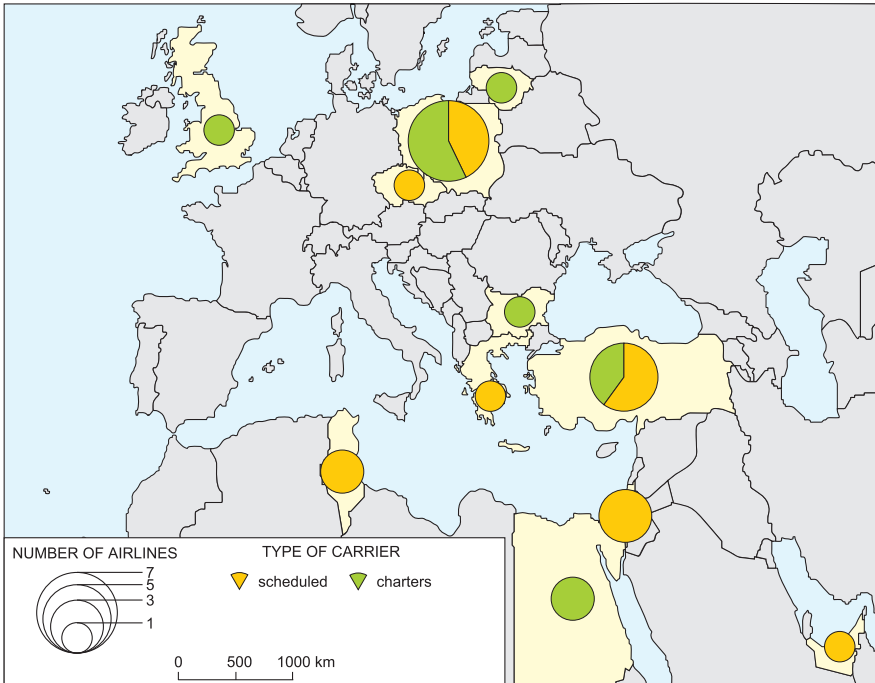 NUMBER OF AIRLINES
7
5
3
1
TYPE OF CARRIER
scheduled charters
0 500 1000 km